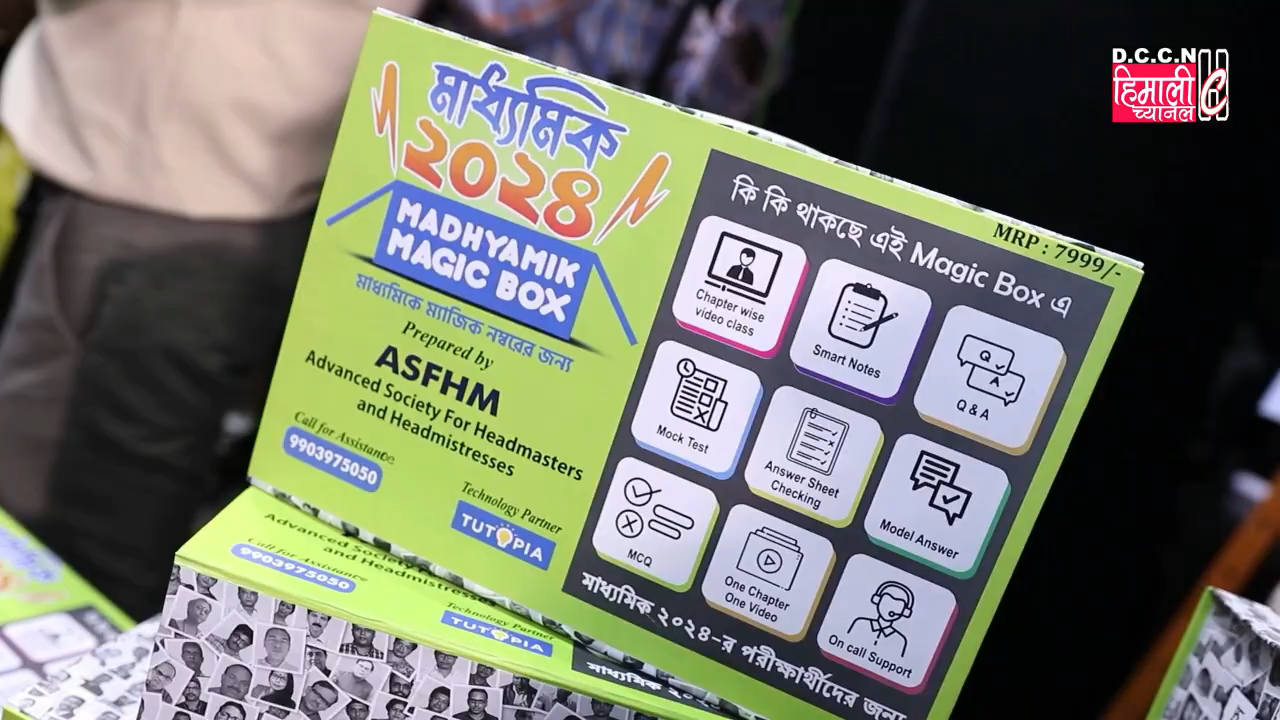 D.C.C.N
हिमाली
च्यानल
HC
মাধ্যমিক
২০২৪
MADHYAMIK
MAGIC BOX
মাধ্যমিকে ম্যাজিক নম্বরের জন্য
Prepared by
ASFHM
Advanced Society For Headmasters
and Headmistresses
Call for Assistance
9903975050
Technology Partner
TUTOPIA
MRP : 7999/-
কি কি থাকছে এই Magic Box এ
Chapter wise
video class
Smart Notes
Q
A
Q & A
Mock Test
Answer Sheet
Checking
Model Answer
MCQ
One Chapter
One Video
On call Support
মাধ্যমিক ২০২৪-র পরীক্ষার্থীদের জন্য
Advanced Society
and Headmistresses
Call for Assistance
9903975050
Technology Partner
TUTOPIA
মাধ্যমিক ২০